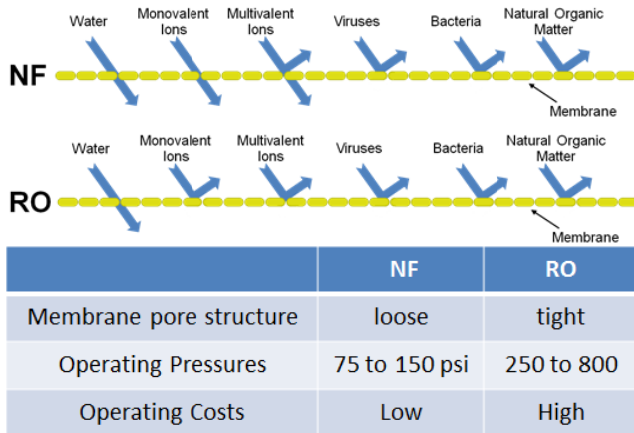 Water
Monovalent Ions
Multivalent Ions
Viruses
Bacteria
Natural Organic Matter
NF
Membrane
Water
Monovalent Ions
Multivalent Ions
Viruses
Bacteria
Natural Organic Matter
RO
Membrane
NF RO
Membrane pore structure loose tight
Operating Pressures 75 to 150 psi 250 to 800
Operating Costs Low High